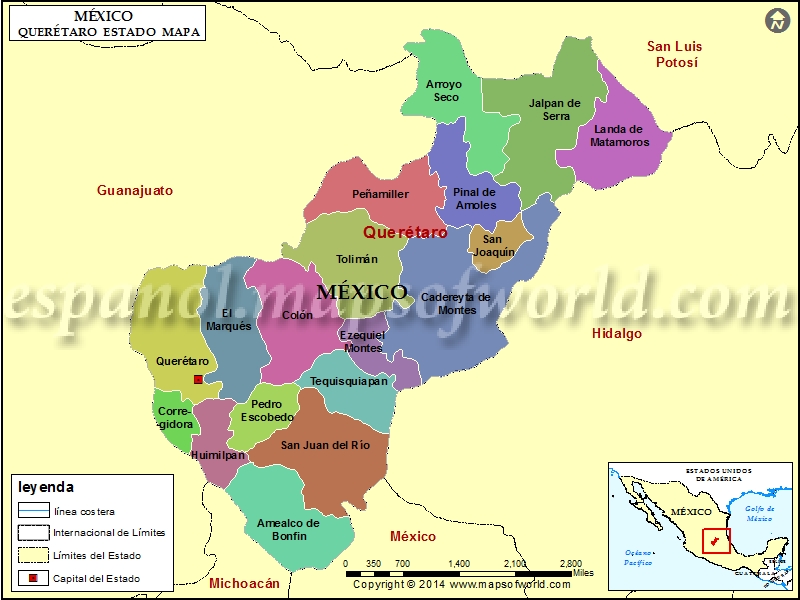 MÉXICO
QUERÉTARO ESTADO MAPA
N
San Luis
Potosí
Arroyo
Seco
Jalpan de
Serra
Landa de
Matamoros
Guanajuato
Peñamiller
Pinal de
Amoles
Querétaro
San
Joaquín
Tolimán
MÉXICO
Cadereyta de
Montes
espanol.mapsofworld.com
El
Marqués
Colón
Ezequiel
Montes
Hidalgo
Querétaro
Tequisquiapan
Corre-
gidora
Pedro
Escobedo
Huimilpan
San Juan del Río
Amealco de
Bonfin
México
Michoacán
leyenda
línea costera
Internacional de Límites
Límites del Estado
Capital del Estado
0 350 700 1,400 2,100 2,800
Miles
Copyright © 2014 www.mapsofworld.com
ESTADOS UNIDOS
DE AMÉRICA
MÉXICO
Golfo de
México
Océano
Pacífico
GUATEMALA